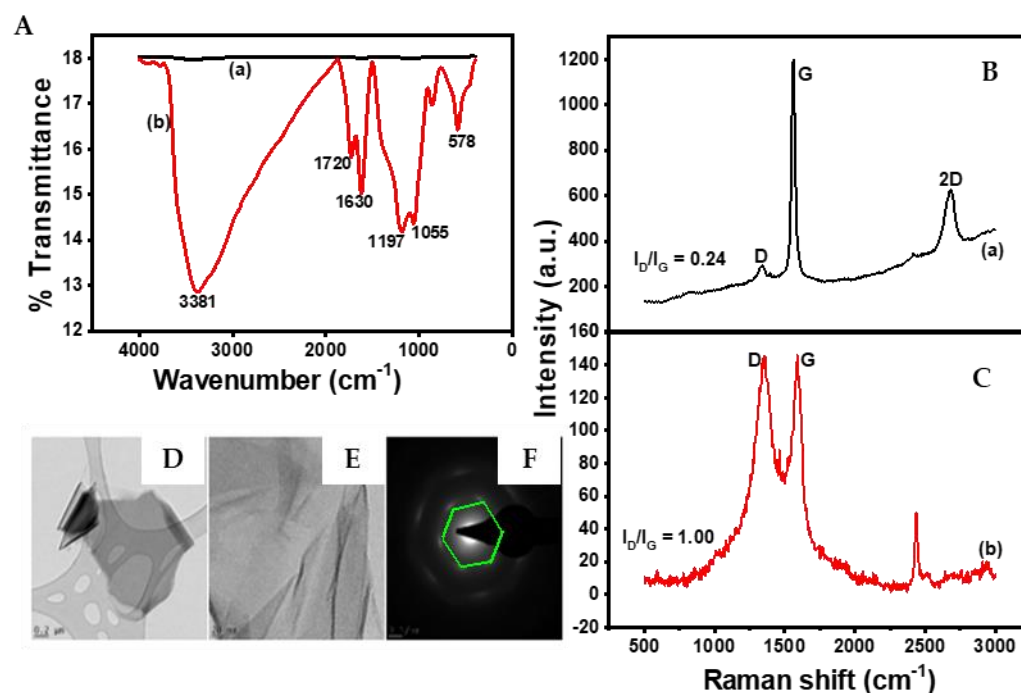 A
18
17
16
15
14
13
12
% Transmittance
(a)
(b)
3381
1720
1630
1197
1055
578
4000 3000 2000 1000 0
Wavenumber (cm⁻¹)
B
1200
1000
800
600
400
200
G
2D
D
I_D/I_G = 0.24
(a)
Intensity (a.u.)
C
160
140
120
100
80
60
40
20
0
-20
D
G
I_D/I_G = 1.00
(b)
500 1000 1500 2000 2500 3000
Raman shift (cm⁻¹)
D
0.2 µm
E
F